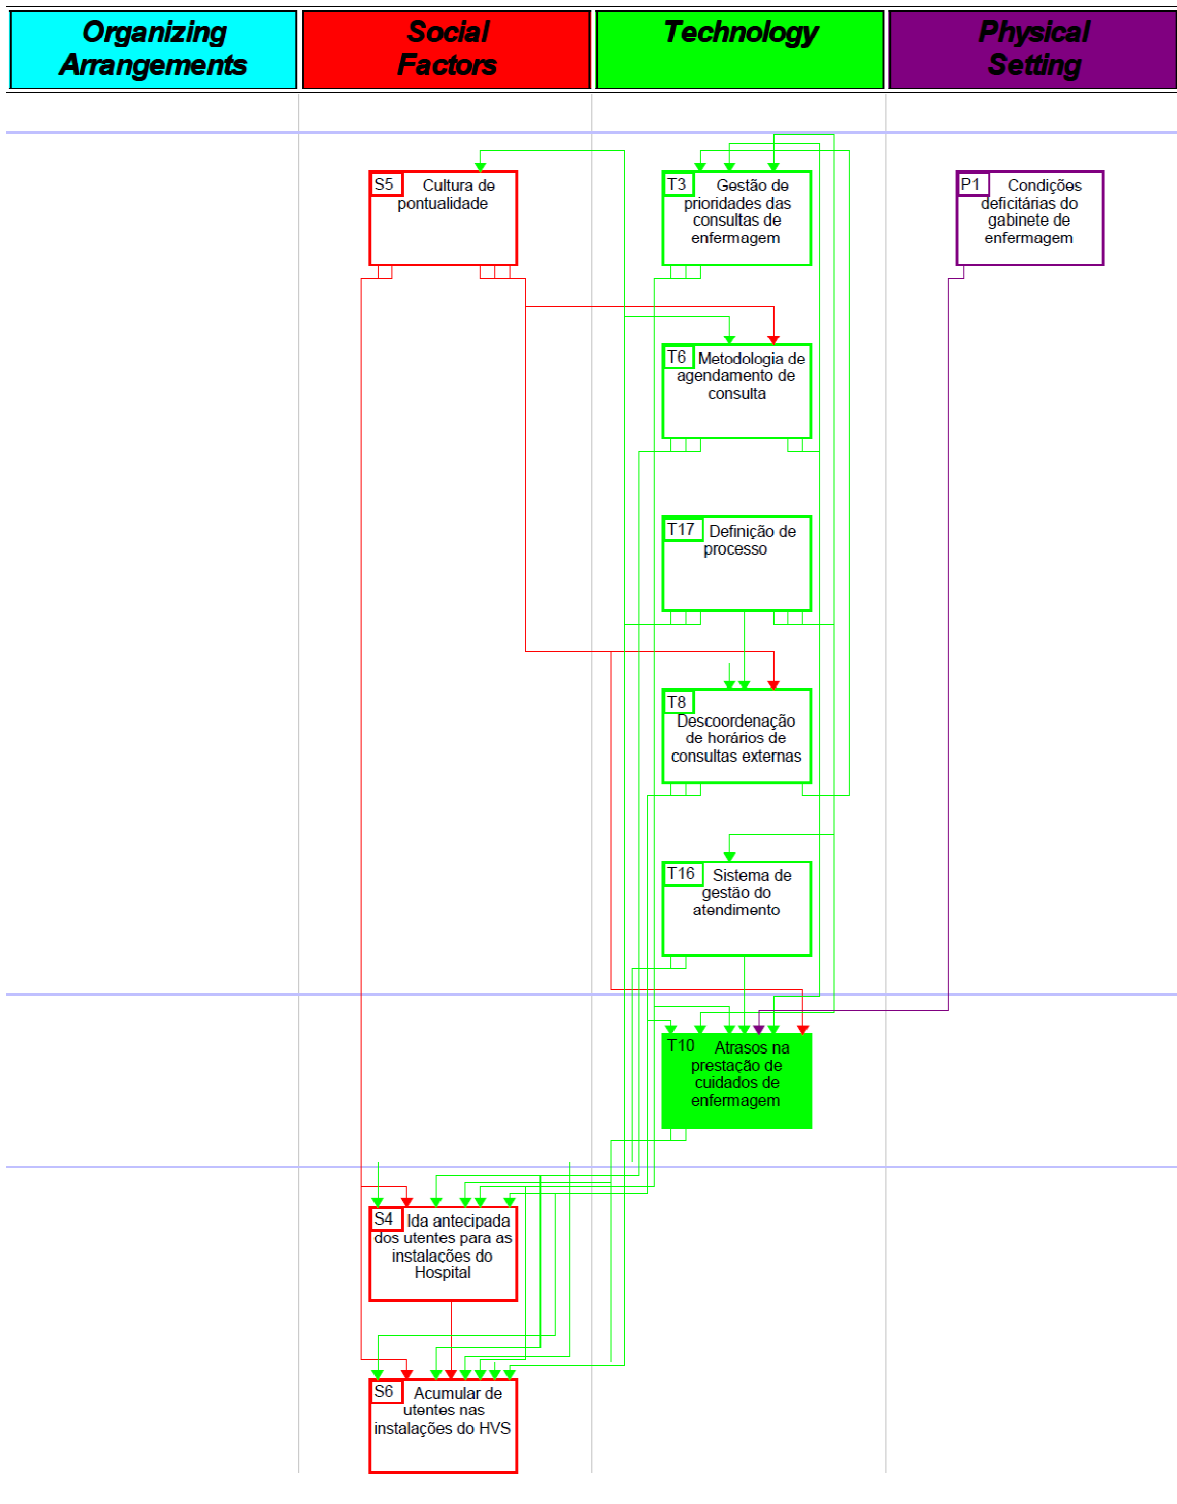 Organizing
Arrangements
Social
Factors
Technology
Physical
Setting
S5 Cultura de
pontualidade
T3 Gestão de
prioridades das
consultas de
enfermagem
P1 Condições
deficitárias do
gabinete de
enfermagem
T6 Metodologia de
agendamento de
consulta
T17 Definição de
processo
T8
Descoordenação
de horários de
consultas externas
T16 Sistema de
gestão do
atendimento
T10 Atrasos na
prestação de
cuidados de
enfermagem
S4 Ida antecipada
dos utentes para as
instalações do
Hospital
S6 Acumular de
utentes nas
instalações do HVS